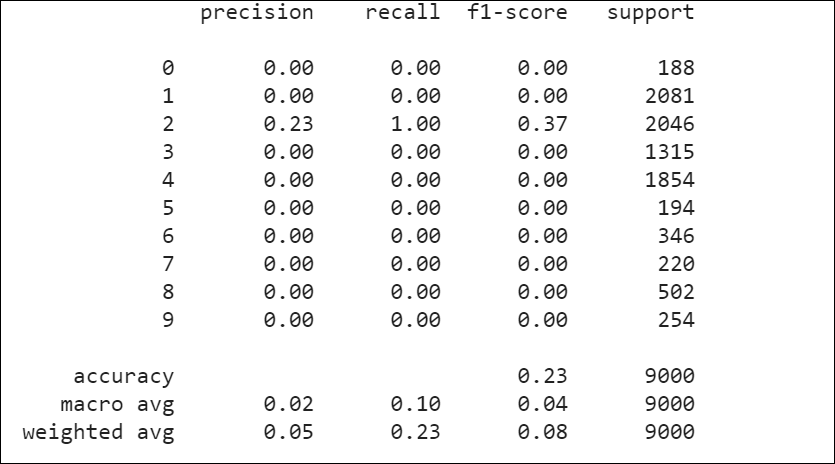 precision recall f1-score support
0 0.00 0.00 0.00 188
1 0.00 0.00 0.00 2081
2 0.23 1.00 0.37 2046
3 0.00 0.00 0.00 1315
4 0.00 0.00 0.00 1854
5 0.00 0.00 0.00 194
6 0.00 0.00 0.00 346
7 0.00 0.00 0.00 220
8 0.00 0.00 0.00 502
9 0.00 0.00 0.00 254
accuracy 0.23 9000
macro avg 0.02 0.10 0.04 9000
weighted avg 0.05 0.23 0.08 9000